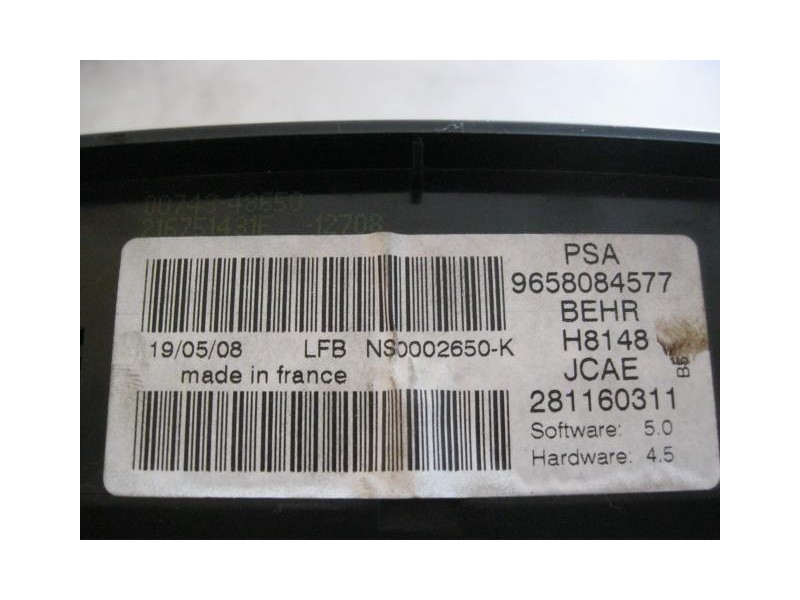 12708
PSA
9658084577
BEHR
H8148
JCAE
281160311
Software: 5.0
Hardware: 4.5
19/05/08 LFB NS0002650-K
made in france